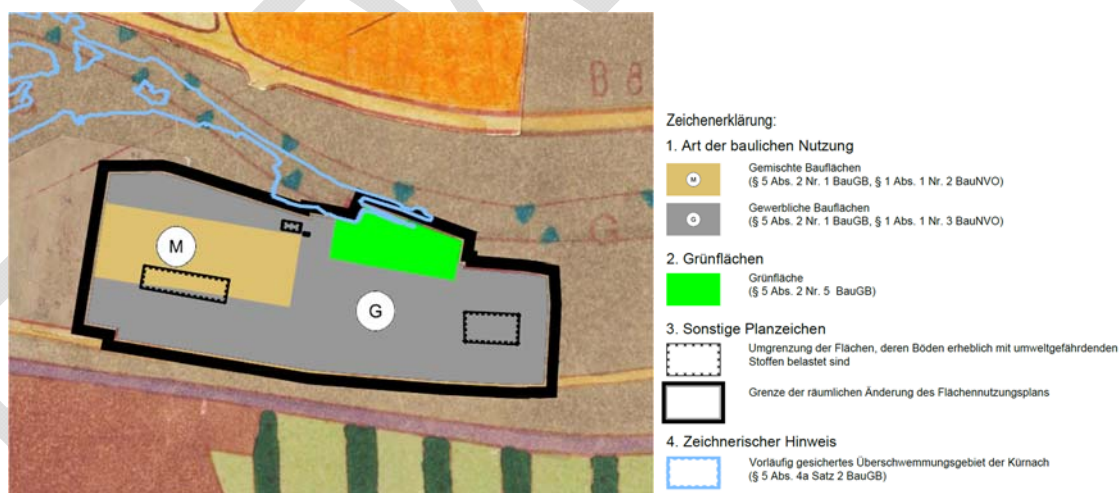 B 8
G
M
G
Zeichenerklärung:
1. Art der baulichen Nutzung
M
Gemischte Bauflächen
(§ 5 Abs. 2 Nr. 1 BauGB, § 1 Abs. 1 Nr. 2 BauNVO)
G
Gewerbliche Bauflächen
(§ 5 Abs. 2 Nr. 1 BauGB, § 1 Abs. 1 Nr. 3 BauNVO)
2. Grünflächen
Grünfläche
(§ 5 Abs. 2 Nr. 5 BauGB)
3. Sonstige Planzeichen
Umgrenzung der Flächen, deren Böden erheblich mit umweltgefährdenden
Stoffen belastet sind
Grenze der räumlichen Änderung des Flächennutzungsplans
4. Zeichnerischer Hinweis
Vorläufig gesichertes Überschwemmungsgebiet der Kürnach
(§ 5 Abs. 4a Satz 2 BauGB)